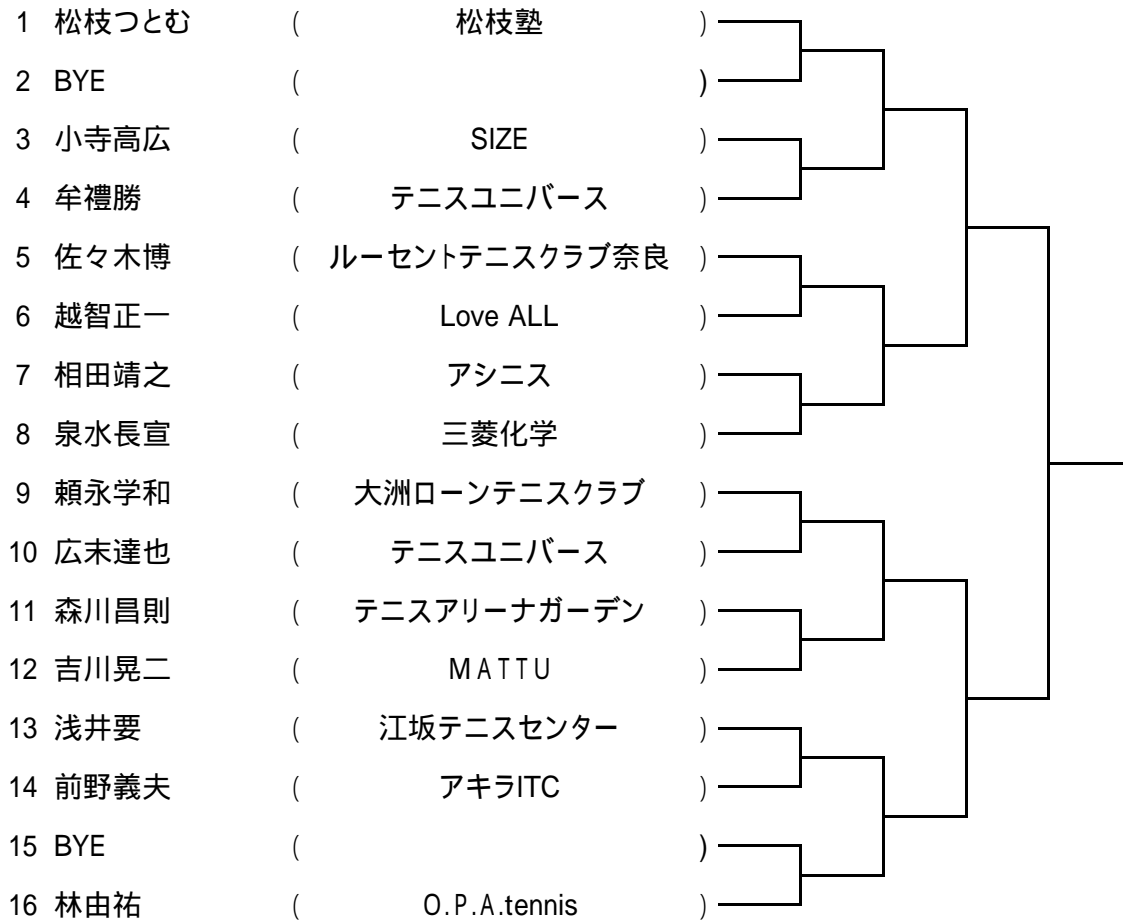 1 松枝つとむ ( 松枝塾 )
2 BYE ( )
3 小寺高広 ( SIZE )
4 牟禮勝 ( テニスユニバース )
5 佐々木博 ( ルーセントテニスクラブ奈良 )
6 越智正一 ( Love ALL )
7 相田靖之 ( アシニス )
8 泉水長宣 ( 三菱化学 )
9 頼永学和 ( 大洲ローンテニスクラブ )
10 広末達也 ( テニスユニバース )
11 森川昌則 ( テニスアリーナガーデン )
12 吉川晃二 ( MATTU )
13 浅井要 ( 江坂テニスセンター )
14 前野義夫 ( アキラITC )
15 BYE ( )
16 林由祐 ( O.P.A.tennis )